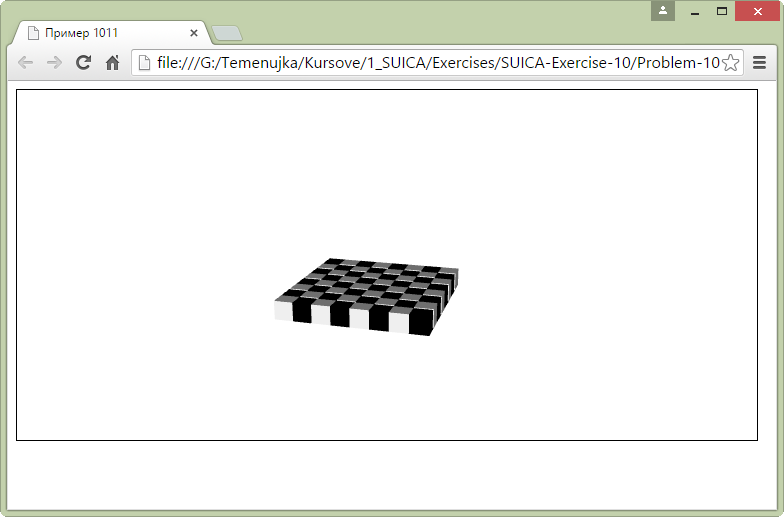 Пример 1011
file:///G:/Temenujka/Kursove/1_SUICA/Exercises/SUICA-Exercise-10/Problem-10